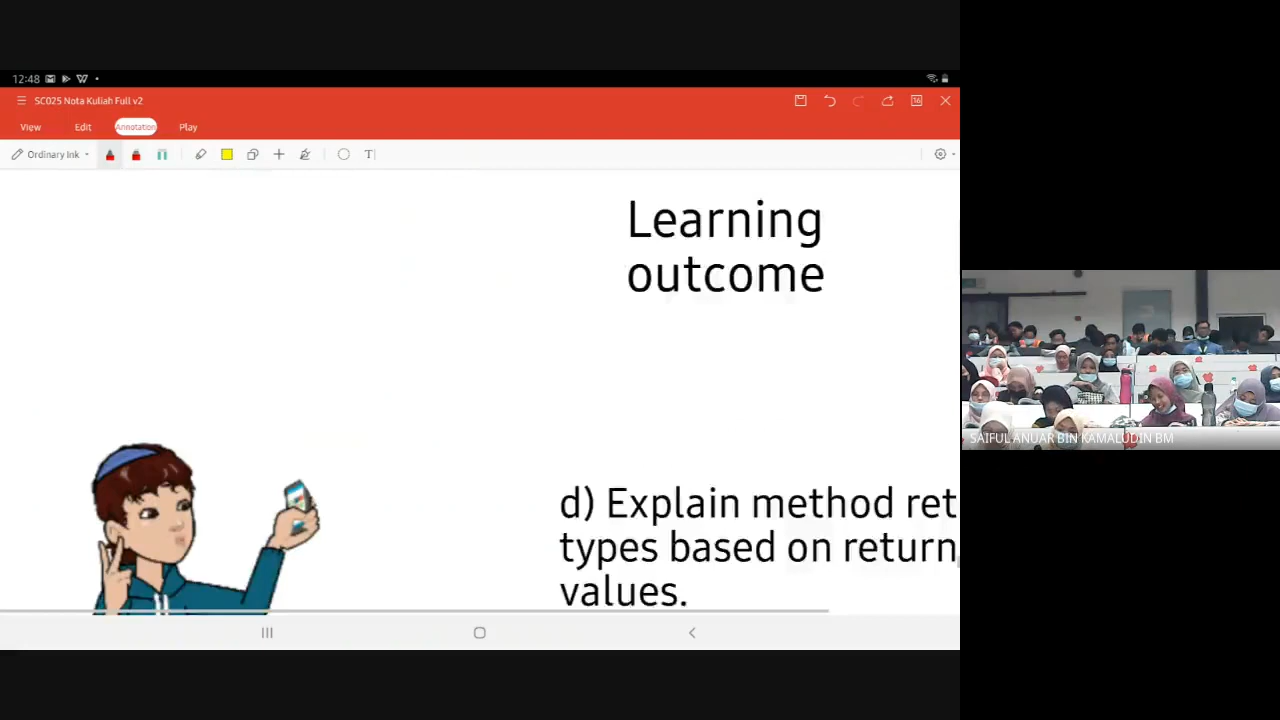 12:48
SC025 Nota Kuliah Full v2
View Edit Annotation Play
Ordinary Ink
T
16
Learning
outcome
d) Explain method ret
types based on return
values.
SAIFUL ANUAR BIN KAMALUDIN BM